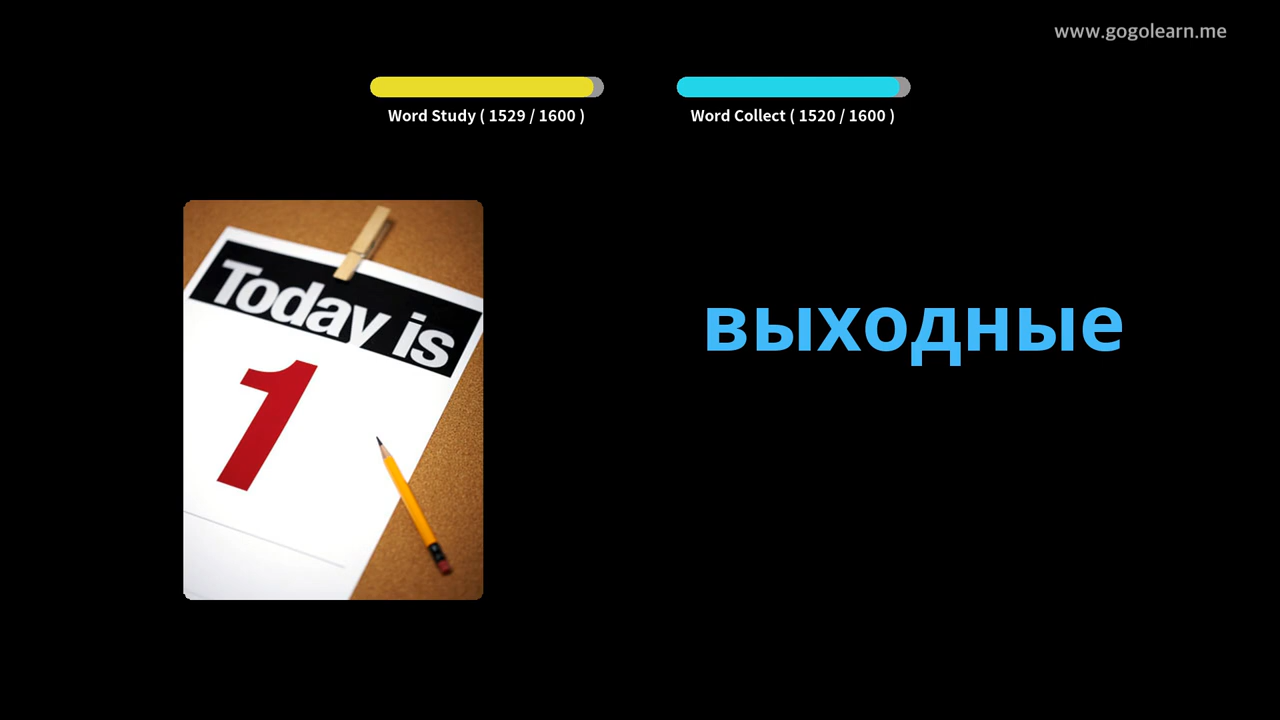 www.gogolearn.me
Word Study ( 1529 / 1600 )
Word Collect ( 1520 / 1600 )
Today is
1
выходные